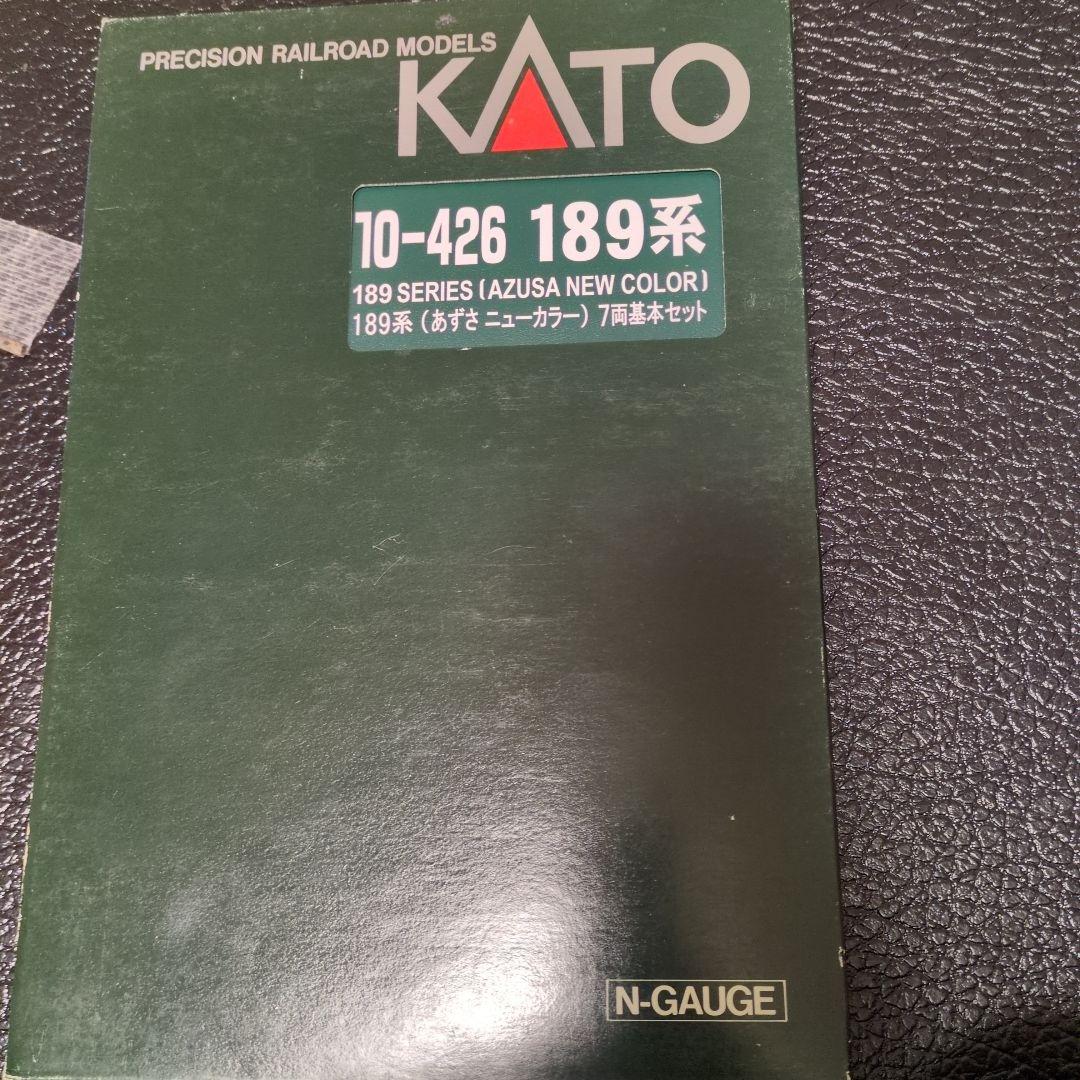 PRECISION RAILROAD MODELS
KATO
10-426 189系
189 SERIES (AZUSA NEW COLOR)
189系 (あずさ ニューカラー) 7両基本セット
N-GAUGE